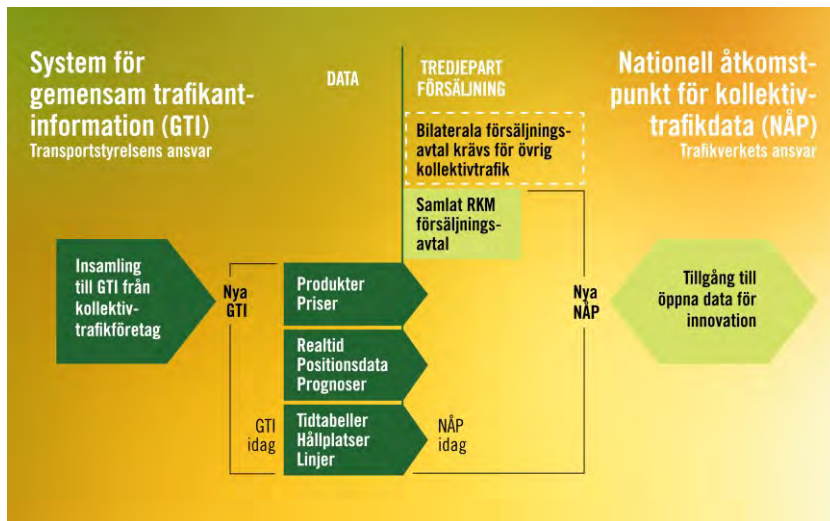 System för
gemensam trafikant-
information (GTI)
Transportstyrelsens ansvar
DATA
TREDJEPART
FÖRSÄLJNING
Nationell åtkomst-
punkt för kollektiv-
trafikdata (NÅP)
Trafikverkets ansvar
Bilaterala försäljnings-
avtal krävs för övrig
kollektivtrafik
Samlat RKM
försäljnings-
avtal
Insamling
till GTI från
kollektiv-
trafikföretag
Nya
GTI
Produkter
Priser
Nya
NÅP
Tillgång till
öppna data för
innovation
Realtid
Positionsdata
Prognoser
GTI
idag
Tidtabeller
Hållplatser
Linjer
NÅP
idag